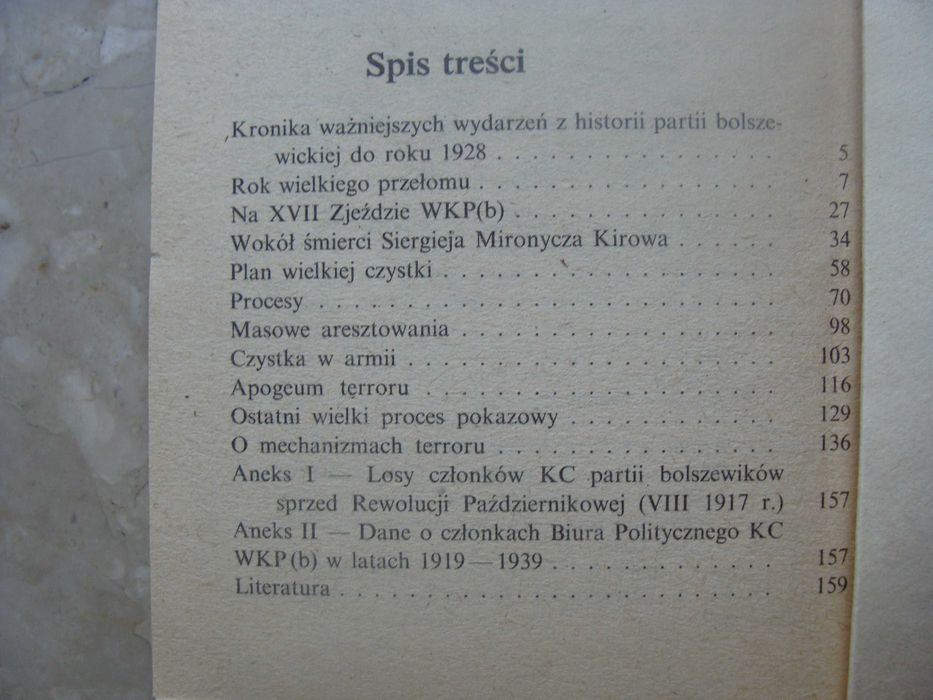 Spis treści
Kronika ważniejszych wydarzeń z historii partii bolsze-
wickiej do roku 1928 . . . . . . . . . . . . . . . 5
Rok wielkiego przełomu . . . . . . . . . . . . . . . . 7
Na XVII Zjeździe WKP(b) . . . . . . . . . . . . . . 27
Wokół śmierci Siergieja Mironycza Kirowa . . . . . . 34
Plan wielkiej czystki . . . . . . . . . . . . . . . . . . 58
Procesy . . . . . . . . . . . . . . . . . . . . . . . . . 70
Masowe aresztowania . . . . . . . . . . . . . . . . . 98
Czystka w armii . . . . . . . . . . . . . . . . . . . . 103
Apogeum terroru . . . . . . . . . . . . . . . . . . . 116
Ostatni wielki proces pokazowy . . . . . . . . . . . . 129
O mechanizmach terroru . . . . . . . . . . . . . . . . 136
Aneks I — Losy członków KC partii bolszewików
sprzed Rewolucji Październikowej (VIII 1917 r.) 157
Aneks II — Dane o członkach Biura Politycznego KC
WKP(b) w latach 1919—1939 . . . . . . . . . . . . . 157
Literatura . . . . . . . . . . . . . . . . . . . . . . . . 159